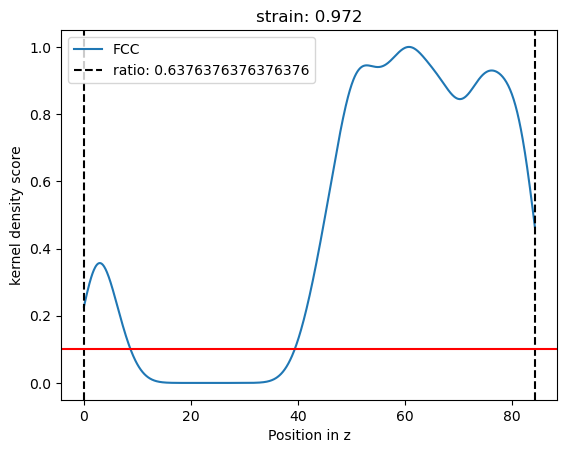 strain: 0.972
FCC
ratio: 0.6376376376376376
kernel density score
1.0
0.8
0.6
0.4
0.2
0.0
0 20 40 60 80
Position in z